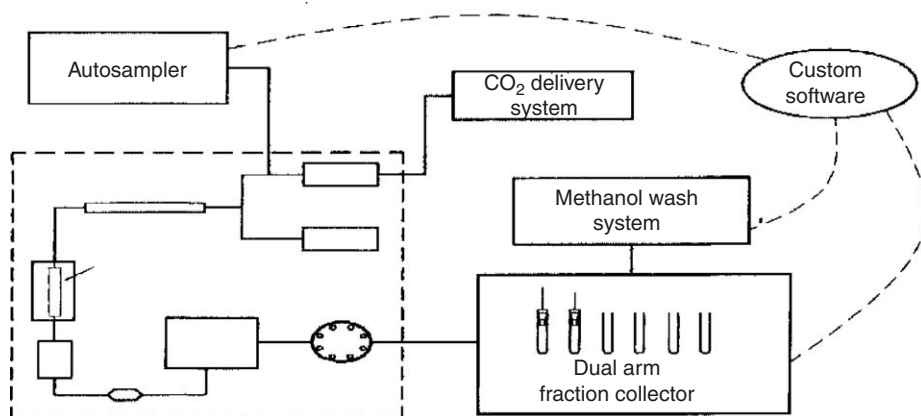 Autosampler
CO₂ delivery
system
Custom
software
Methanol wash
system
Dual arm
fraction collector